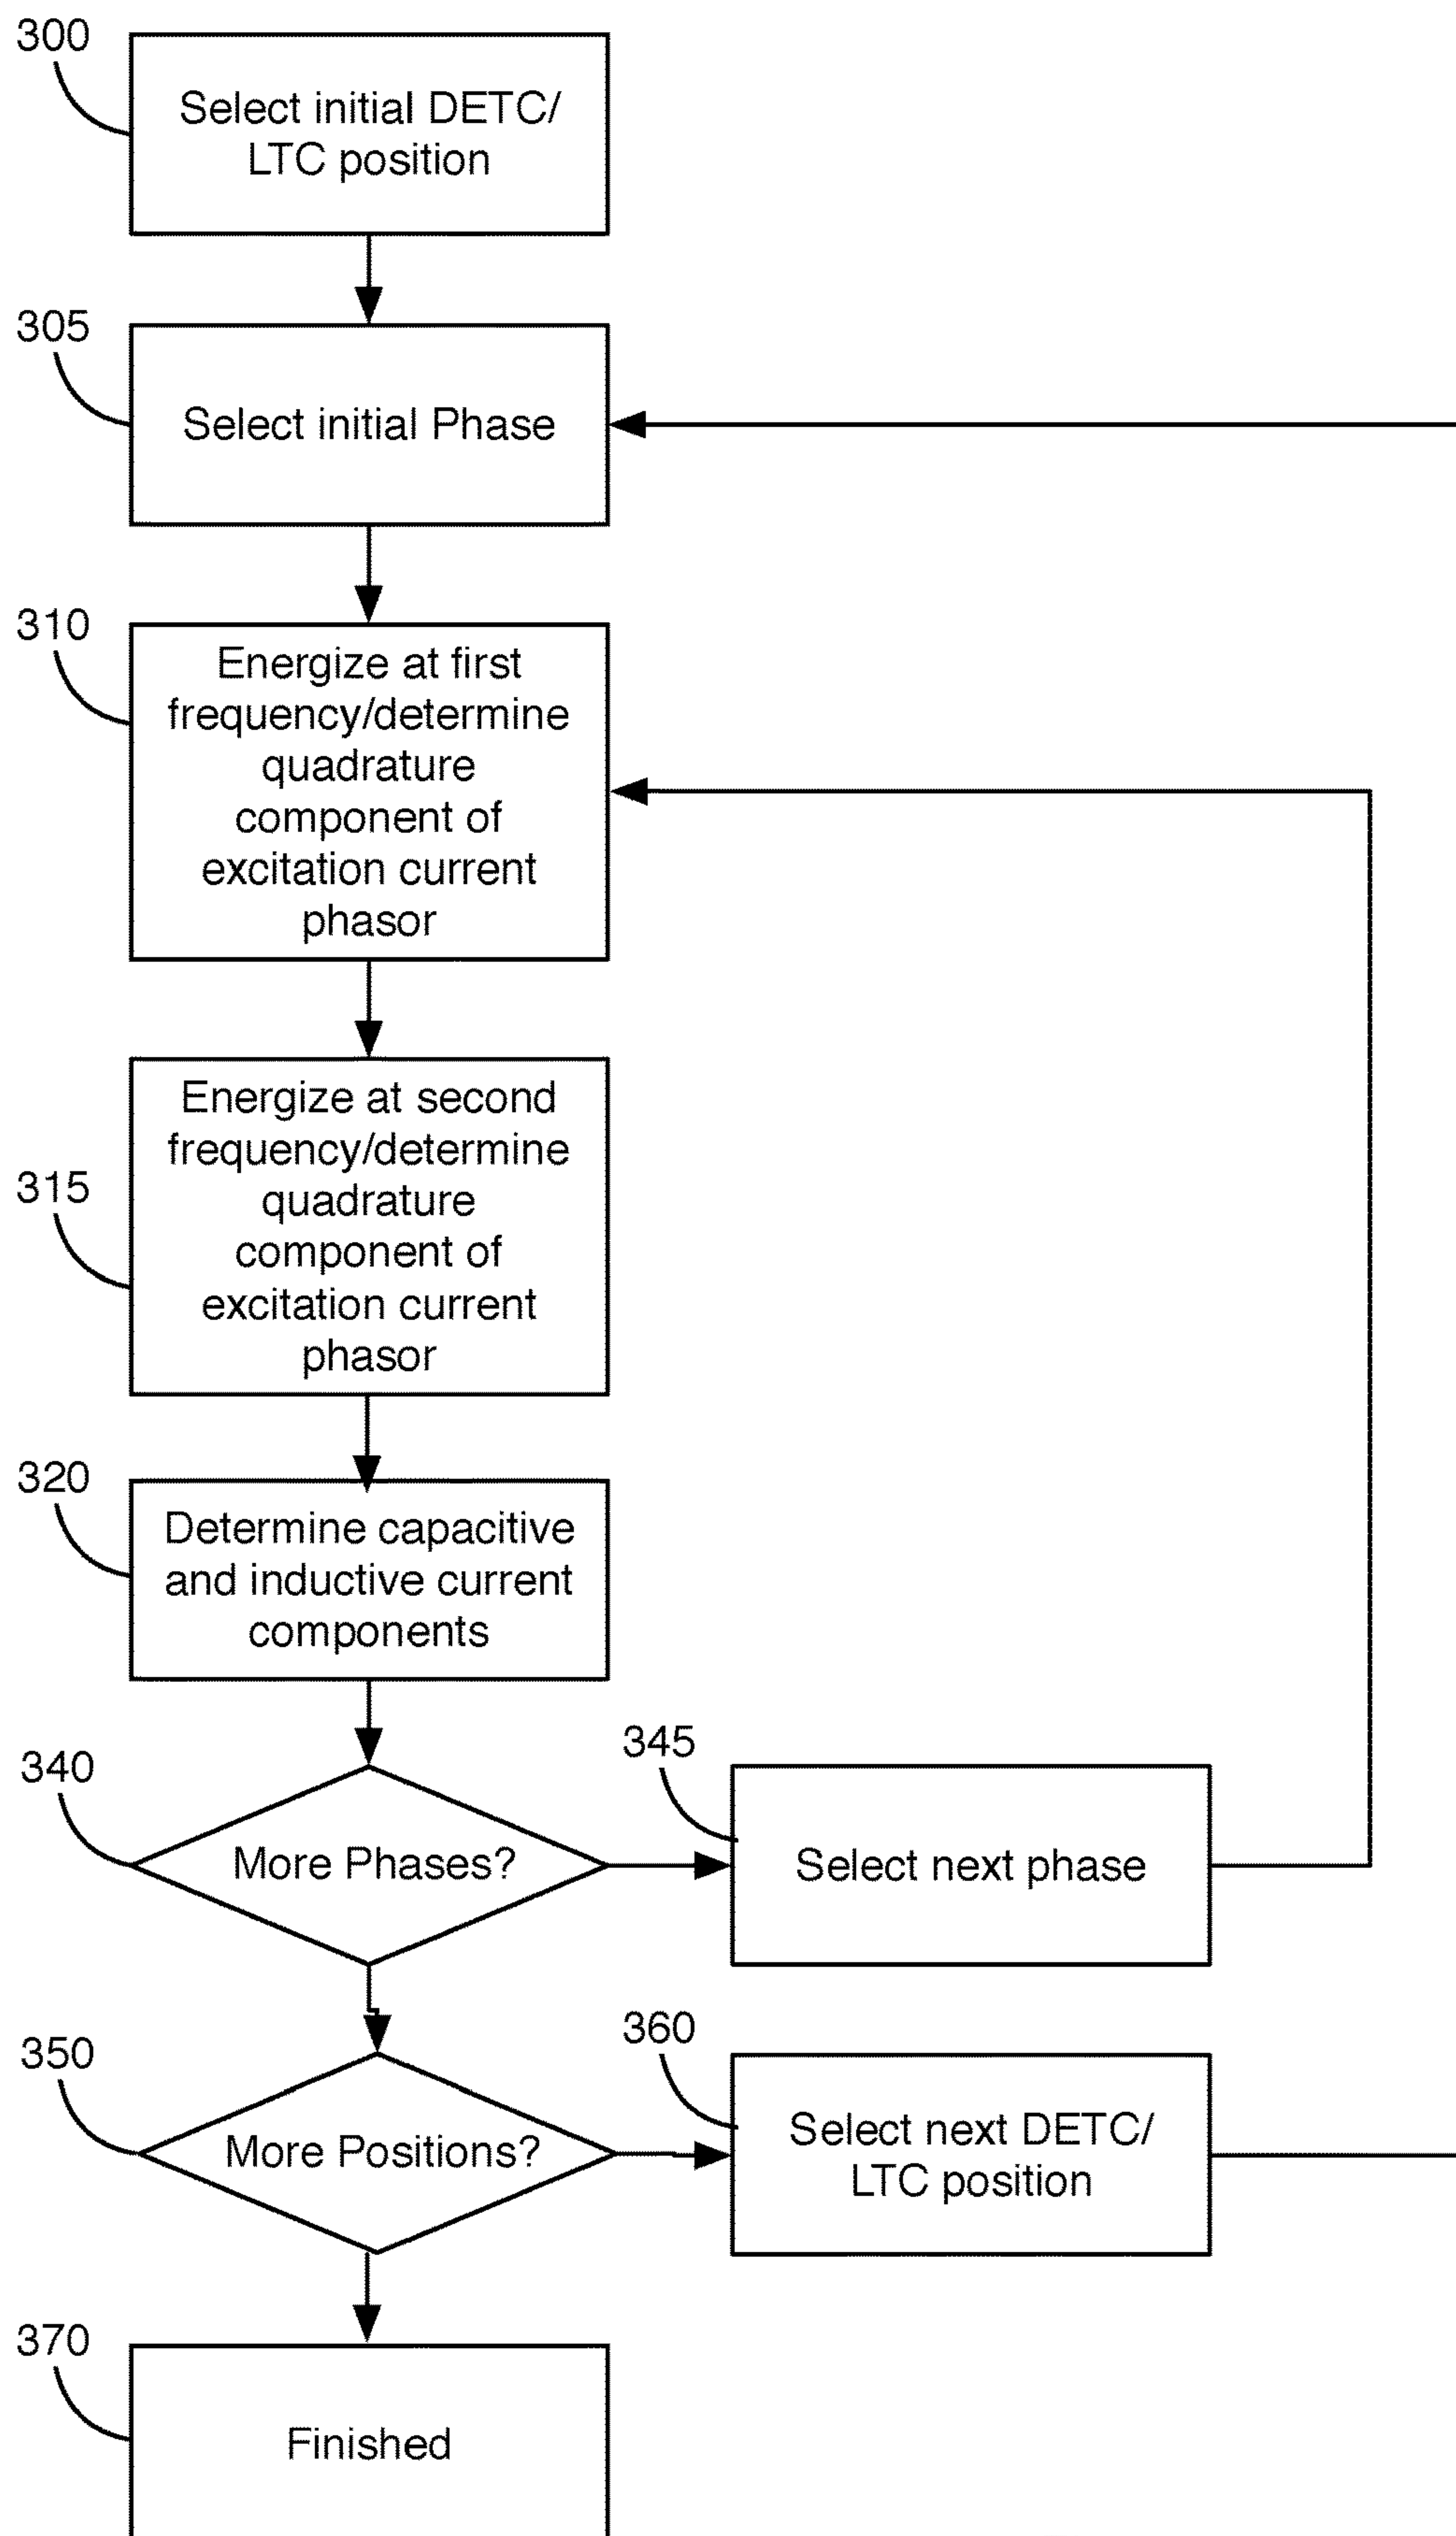 300
Select initial DETC/
LTC position
305
Select initial Phase
310
Energize at first
frequency/determine
quadrature
component of
excitation current
phasor
315
Energize at second
frequency/determine
quadrature
component of
excitation current
phasor
320
Determine capacitive
and inductive current
components
340
More Phases?
345
Select next phase
350
More Positions?
360
Select next DETC/
LTC position
370
Finished